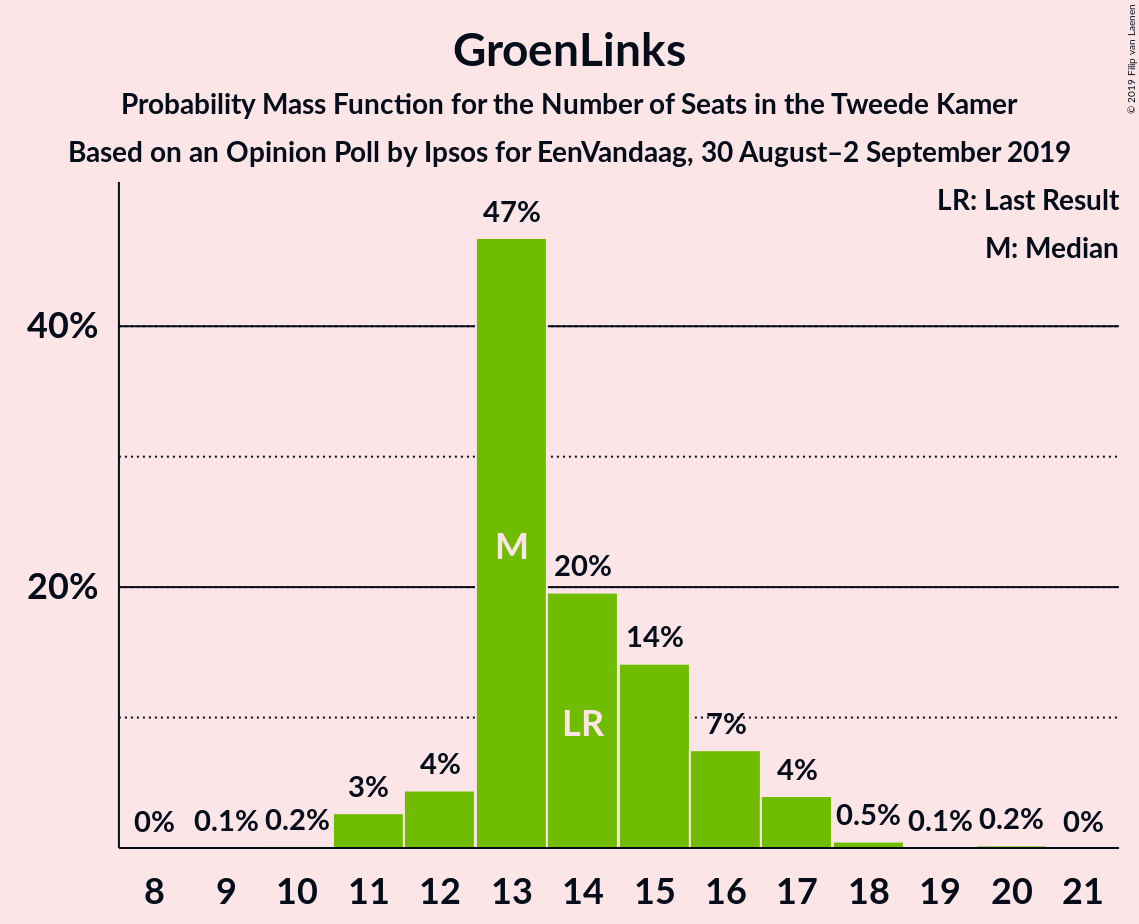 GroenLinks
Probability Mass Function for the Number of Seats in the Tweede Kamer
Based on an Opinion Poll by Ipsos for EenVandaag, 30 August–2 September 2019
© 2019 Filip van Laenen
LR: Last Result
M: Median
40%
20%
0%
0.1%
0.2%
3%
4%
47%
20%
14%
7%
4%
0.5%
0.1%
0.2%
0%
M
LR
8 9 10 11 12 13 14 15 16 17 18 19 20 21